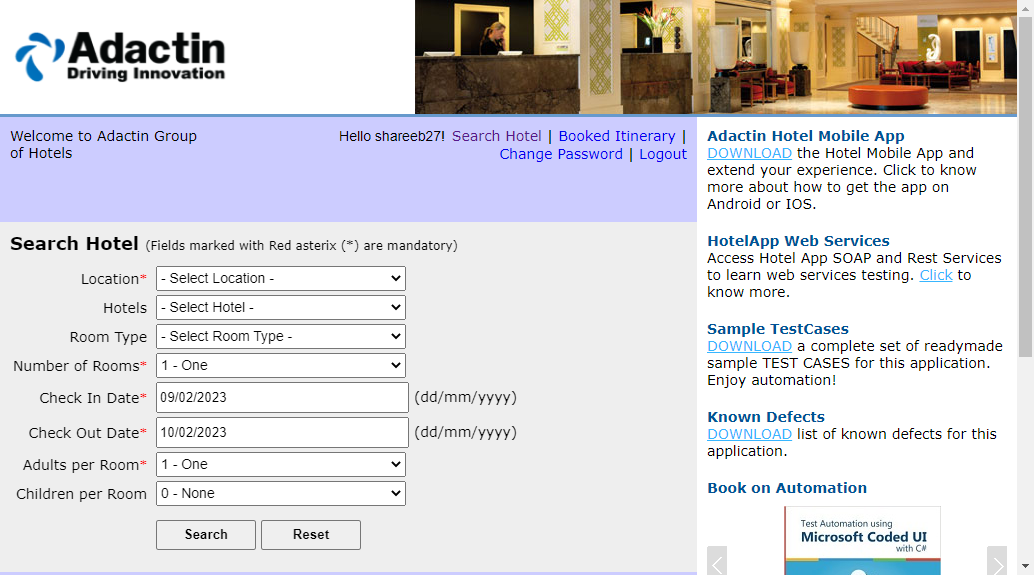 Adactin
Driving Innovation
Welcome to Adactin Group
of Hotels
Hello shareeb27! Search Hotel | Booked Itinerary |
Change Password | Logout
Search Hotel (Fields marked with Red asterix (*) are mandatory)
Location* - Select Location -
Hotels - Select Hotel -
Room Type - Select Room Type -
Number of Rooms* 1 - One
Check In Date* 09/02/2023 (dd/mm/yyyy)
Check Out Date* 10/02/2023 (dd/mm/yyyy)
Adults per Room* 1 - One
Children per Room 0 - None
Search Reset
Adactin Hotel Mobile App
DOWNLOAD the Hotel Mobile App and
extend your experience. Click to know
more about how to get the app on
Android or IOS.
HotelApp Web Services
Access Hotel App SOAP and Rest Services
to learn web services testing. Click to
know more.
Sample TestCases
DOWNLOAD a complete set of readymade
sample TEST CASES for this application.
Enjoy automation!
Known Defects
DOWNLOAD list of known defects for this
application.
Book on Automation
Test Automation using
Microsoft Coded UI
with C#